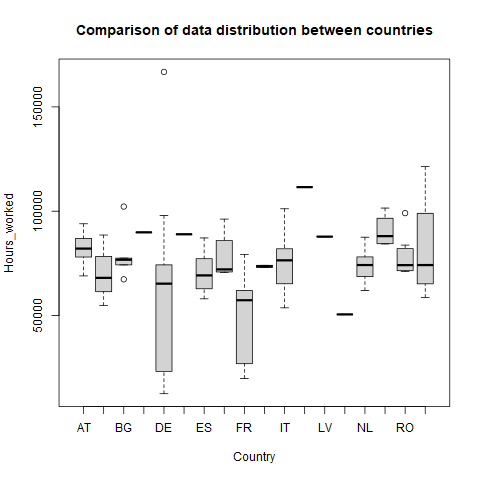 Comparison of data distribution between countries
Hours_worked
150000
100000
50000
AT BG DE ES FR IT LV NL RO
Country